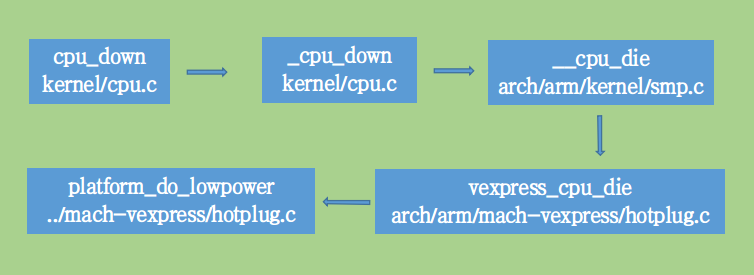 cpu_down
kernel/cpu.c
_cpu_down
kernel/cpu.c
__cpu_die
arch/arm/kernel/smp.c
vexpress_cpu_die
arch/arm/mach-vexpress/hotplug.c
platform_do_lowpower
../mach-vexpress/hotplug.c